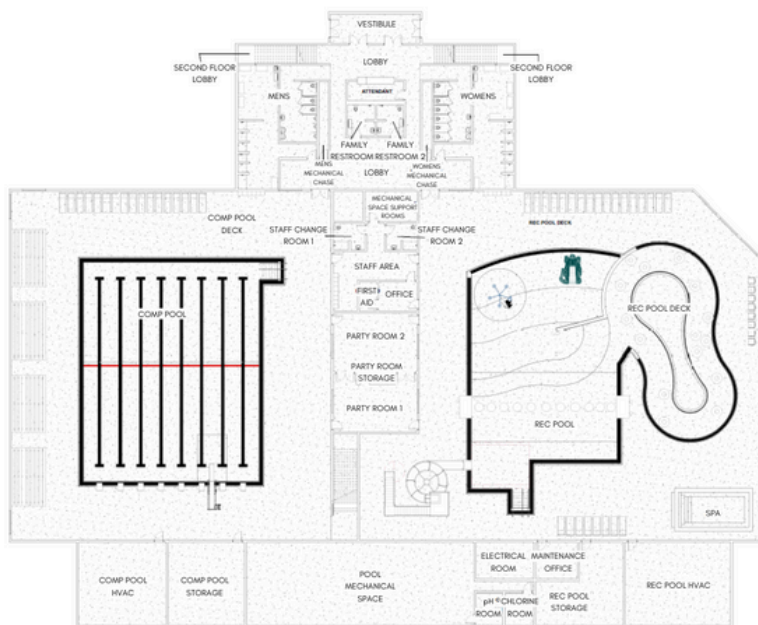 VESTIBULE
LOBBY
SECOND FLOOR
LOBBY
SECOND FLOOR
LOBBY
ATTENDANT
MENS
WOMENS
FAMILY
RESTROOM
FAMILY
RESTROOM 2
MENS
MECHANICAL
CHASE
LOBBY
WOMENS
MECHANICAL
CHASE
MECHANICAL
SPACE SUPPORT
ROOMS
COMP POOL
DECK
REC POOL DECK
STAFF CHANGE
ROOM 1
STAFF CHANGE
ROOM 2
STAFF AREA
FIRST
AID
OFFICE
COMP POOL
REC POOL DECK
PARTY ROOM 2
PARTY ROOM
STORAGE
PARTY ROOM 1
REC POOL
SPA
ELECTRICAL
ROOM
MAINTENANCE
OFFICE
COMP POOL
HVAC
COMP POOL
STORAGE
POOL
MECHANICAL
SPACE
pH
ROOM
CHLORINE
ROOM
REC POOL
STORAGE
REC POOL HVAC